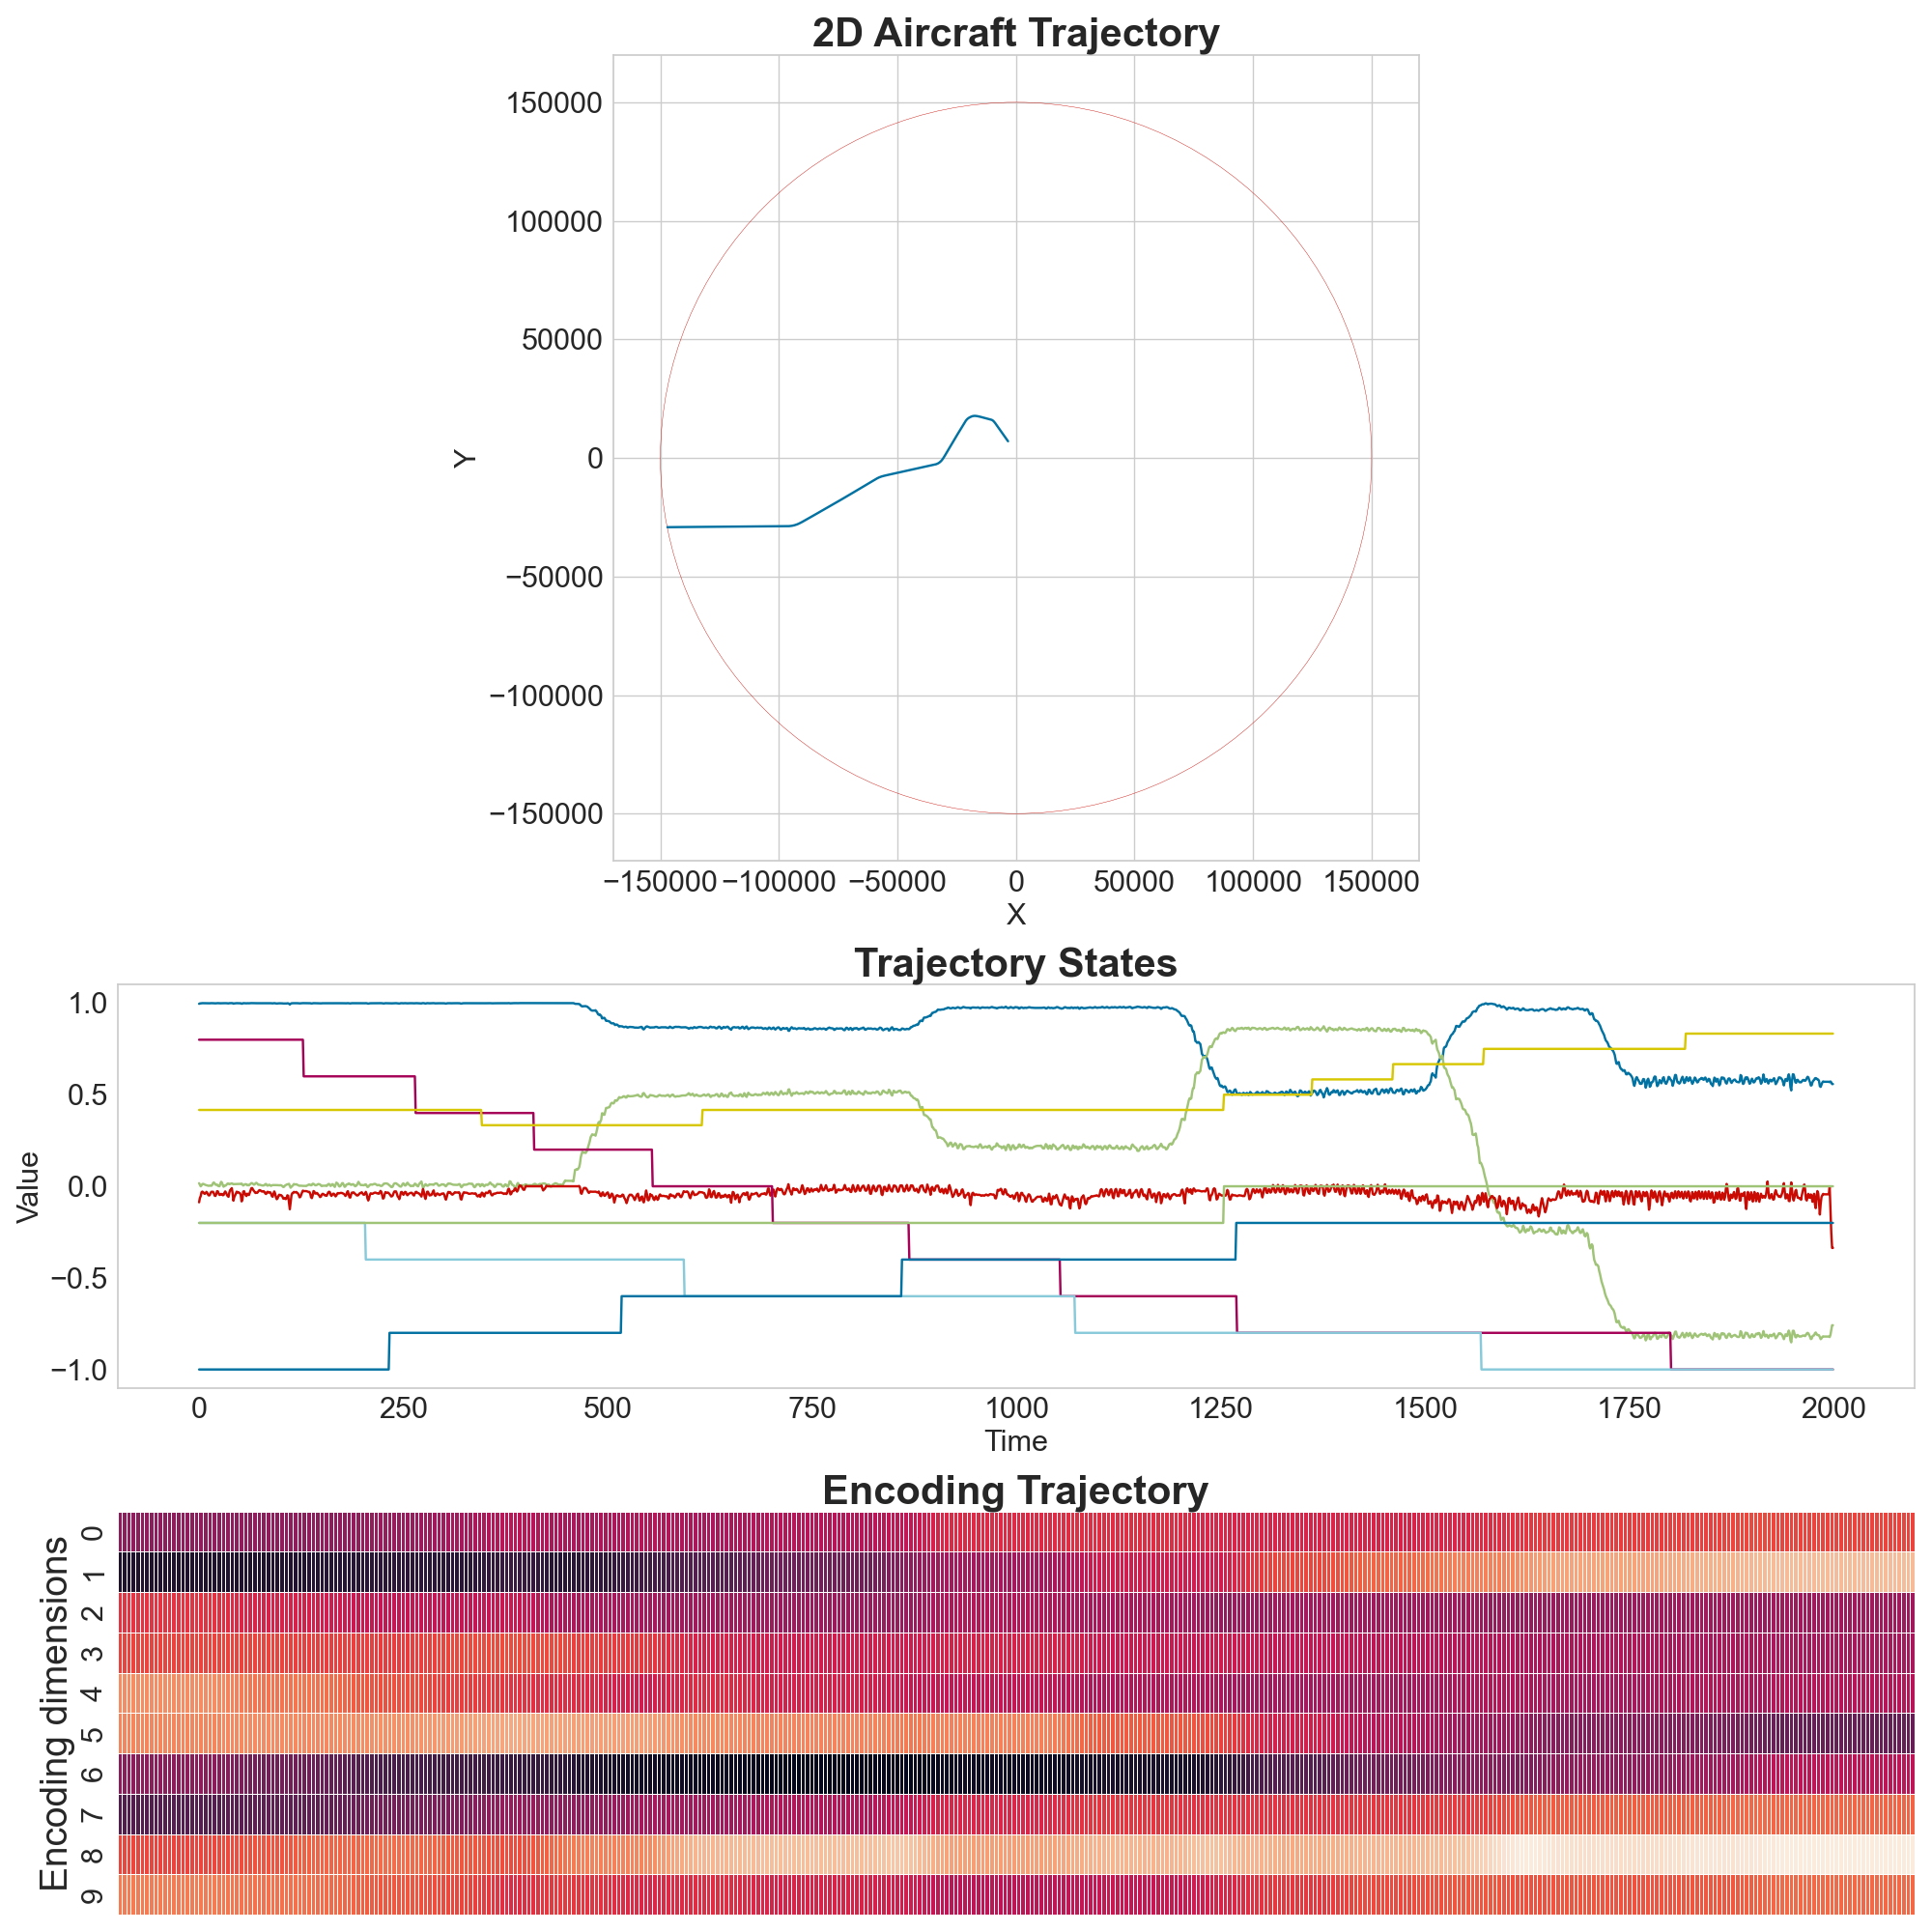 2D Aircraft Trajectory
150000
100000
50000
0
−50000
−100000
−150000
Y
−150000 −100000 −50000 0 50000 100000 150000
X
Trajectory States
1.0
0.5
0.0
−0.5
−1.0
Value
0 250 500 750 1000 1250 1500 1750 2000
Time
Encoding Trajectory
Encoding dimensions
0
1
2
3
4
5
6
7
8
9